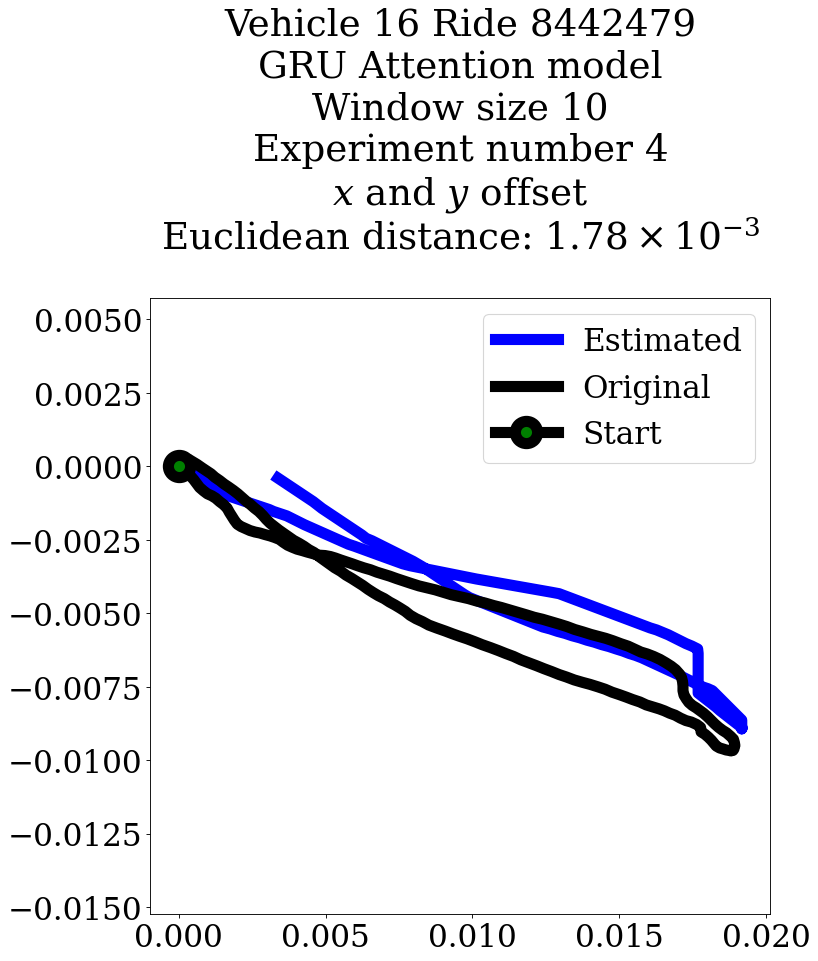 Vehicle 16 Ride 8442479
GRU Attention model
Window size 10
Experiment number 4
x and y offset
Euclidean distance: 1.78 × 10⁻³
Estimated
Original
Start
0.0050
0.0025
0.0000
−0.0025
−0.0050
−0.0075
−0.0100
−0.0125
−0.0150
0.000 0.005 0.010 0.015 0.020